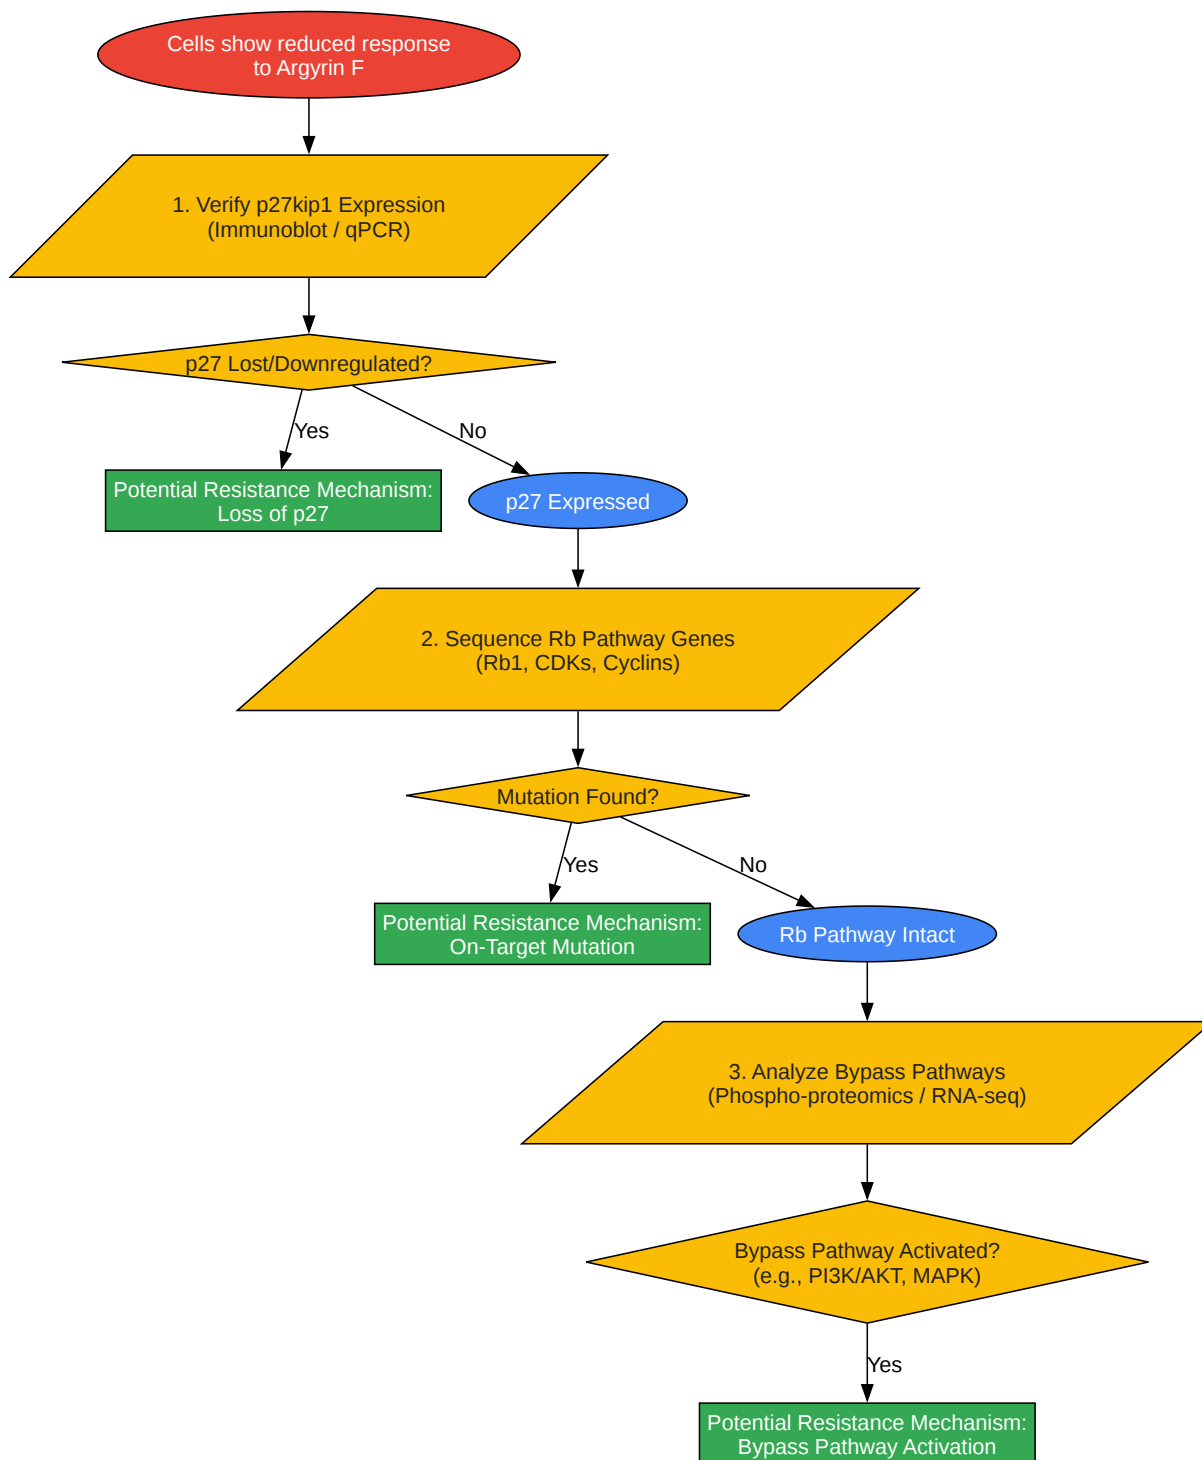 Cells show reduced response
to Argyrin F
1. Verify p27kip1 Expression
(Immunoblot / qPCR)
p27 Lost/Downregulated?
Yes
No
Potential Resistance Mechanism:
Loss of p27
p27 Expressed
2. Sequence Rb Pathway Genes
(Rb1, CDKs, Cyclins)
Mutation Found?
Yes
No
Potential Resistance Mechanism:
On-Target Mutation
Rb Pathway Intact
3. Analyze Bypass Pathways
(Phospho-proteomics / RNA-seq)
Bypass Pathway Activated?
(e.g., PI3K/AKT, MAPK)
Yes
Potential Resistance Mechanism:
Bypass Pathway Activation